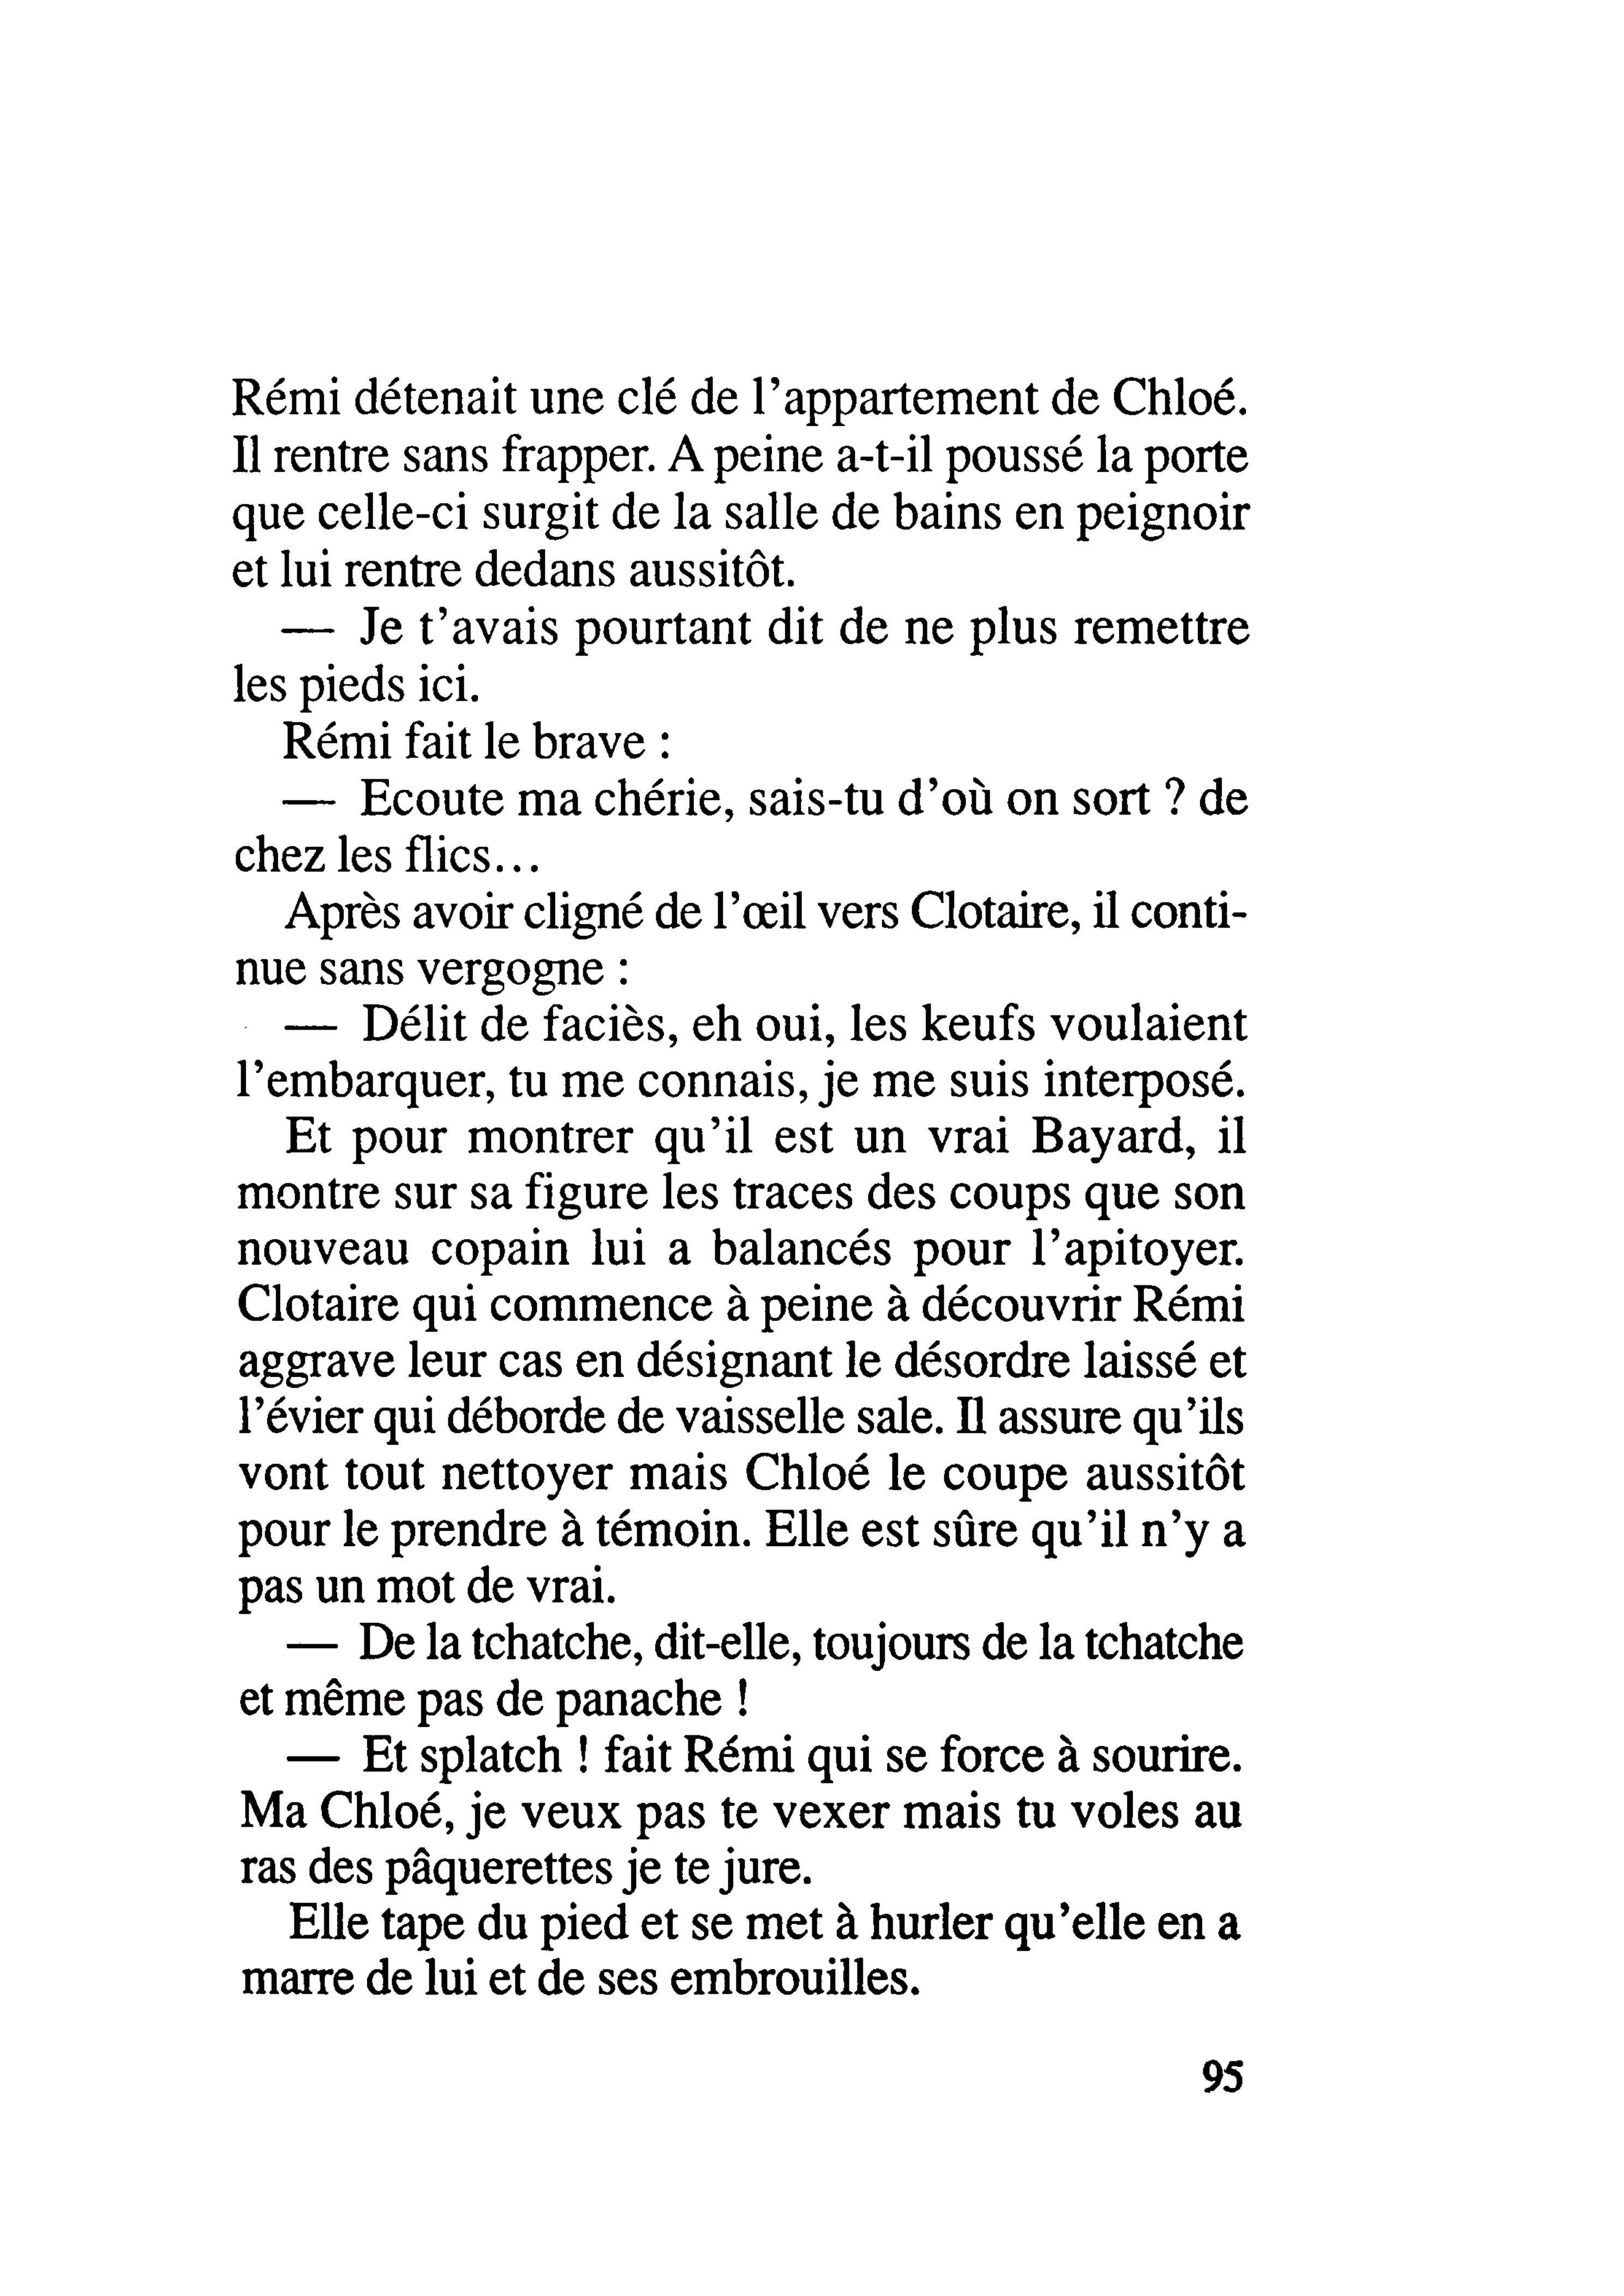 Rémi détenait une clé de l'appartement de Chloé.
Il rentre sans frapper. A peine a-t-il poussé la porte
que celle-ci surgit de la salle de bains en peignoir
et lui rentre dedans aussitôt.
— Je t'avais pourtant dit de ne plus remettre
les pieds ici.
Rémi fait le brave :
— Ecoute ma chérie, sais-tu d'où on sort ? de
chez les flics...
Après avoir cligné de l'œil vers Clotaire, il conti-
nue sans vergogne :
— Délit de faciès, eh oui, les keufs voulaient
l'embarquer, tu me connais, je me suis interposé.
Et pour montrer qu'il est un vrai Bayard, il
montre sur sa figure les traces des coups que son
nouveau copain lui a balancés pour l'apitoyer.
Clotaire qui commence à peine à découvrir Rémi
aggrave leur cas en désignant le désordre laissé et
l'évier qui déborde de vaisselle sale. Il assure qu'ils
vont tout nettoyer mais Chloé le coupe aussitôt
pour le prendre à témoin. Elle est sûre qu'il n'y a
pas un mot de vrai.
— De la tchatche, dit-elle, toujours de la tchatche
et même pas de panache !
— Et splatch ! fait Rémi qui se force à sourire.
Ma Chloé, je veux pas te vexer mais tu voles au
ras des pâquerettes je te jure.
Elle tape du pied et se met à hurler qu'elle en a
marre de lui et de ses embrouilles.
95